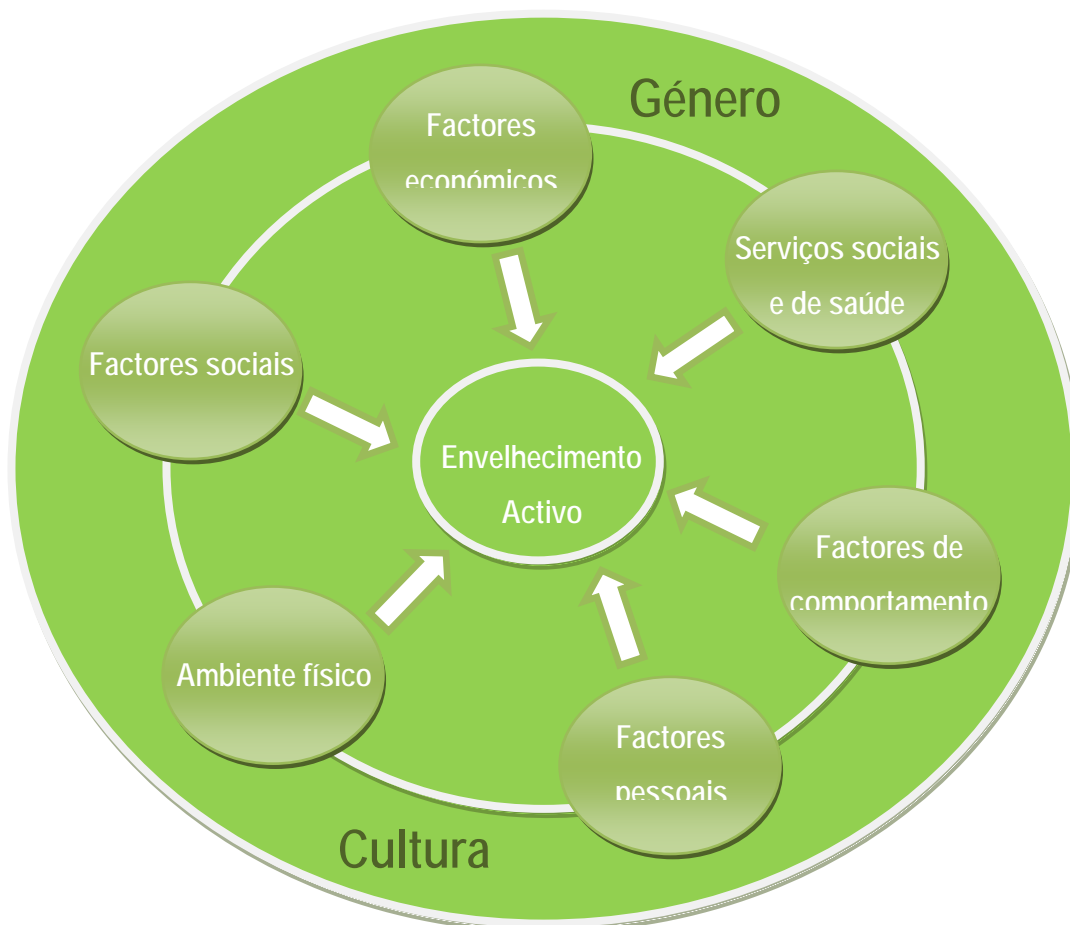 Género
Factores
económicos
Serviços sociais
e de saúde
Factores sociais
Envelhecimento
Activo
Factores de
comportamento
Ambiente físico
Factores
pessoais
Cultura